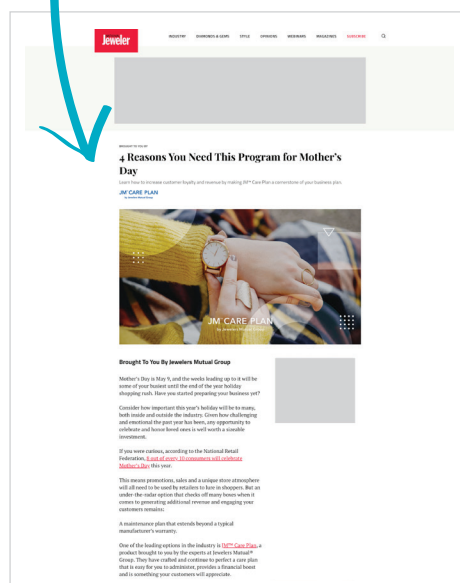 Jeweler
INDUSTRY DIAMONDS & GEMS STYLE OPINIONS WEBINARS MAGAZINES SUBSCRIBE
BROUGHT TO YOU BY
4 Reasons You Need This Program for Mother's
Day
Learn how to increase customer loyalty and revenue by making JM™ Care Plan a cornerstone of your business plan
JM™ CARE PLAN
by Jewelers Mutual Group
JM™ CARE PLAN
by Jewelers Mutual Group
Brought To You By Jewelers Mutual Group
Mother's Day is May 9, and the weeks leading up to it will be
some of your busiest until the end of the year holiday
shopping rush. Have you started preparing your business yet?
Consider how important this year's holiday will be to many,
both inside and outside the industry. Given how challenging
and emotional the past year has been, any opportunity to
celebrate and honor loved ones is well worth a sizeable
investment.
If you were curious, according to the National Retail
Federation, 8 out of every 10 consumers will celebrate
Mother's Day this year.
This means promotions, sales and a unique store atmosphere
will all need to be used by retailers to lure in shoppers. But an
under-the-radar option that checks off many boxes when it
comes to generating additional revenue and engaging your
customers remains:
A maintenance plan that extends beyond a typical
manufacturer's warranty.
One of the leading options in the industry is JM™ Care Plan, a
product brought to you by the experts at Jewelers Mutual®
Group. They have crafted and continue to perfect a care plan
that is easy for you to administer, provides a financial boost
and is something your customers will appreciate.